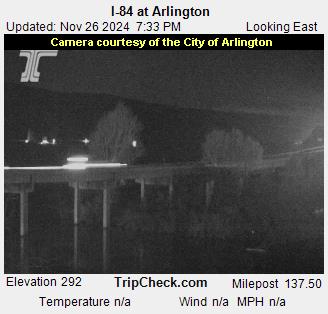 I-84 at Arlington
Updated: Nov 26 2024 7:33 PM Looking East
Camera courtesy of the City of Arlington
Elevation 292 TripCheck.com Milepost 137.50
Temperature n/a Wind n/a MPH n/a